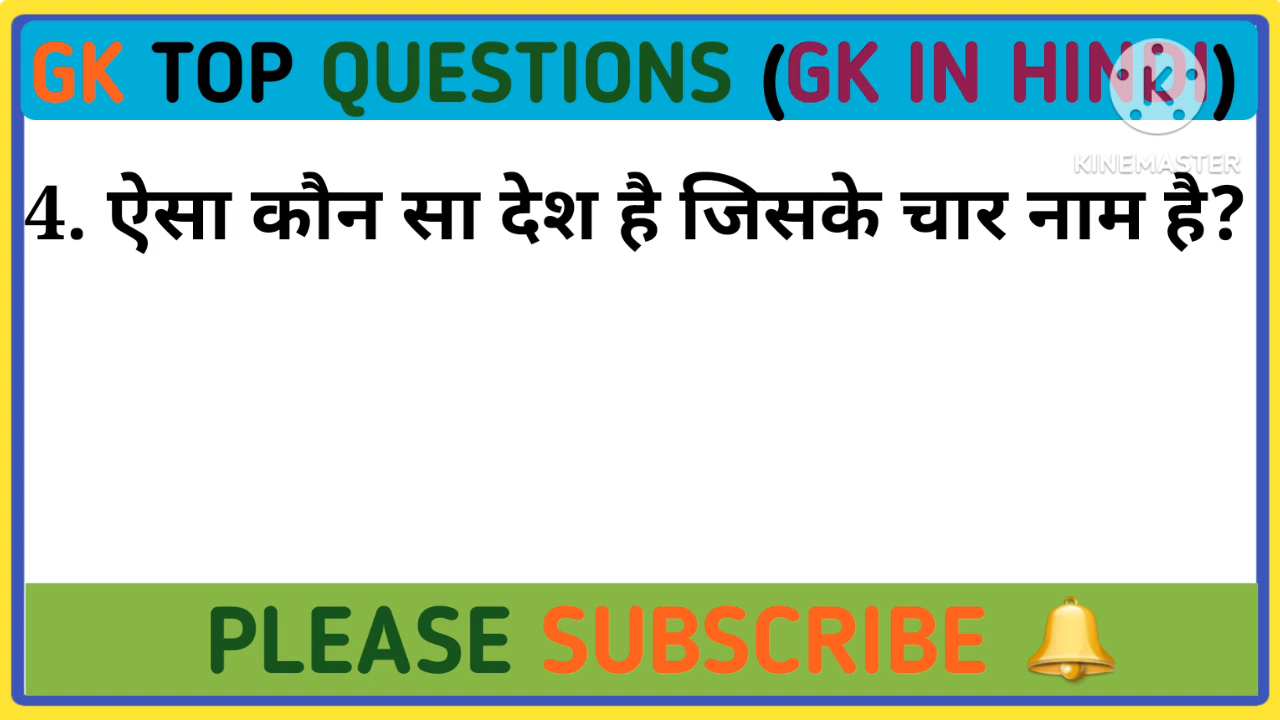 GK TOP QUESTIONS (GK IN HINDI)
K
KINEMASTER
4. ऐसा कौन सा देश है जिसके चार नाम है?
PLEASE SUBSCRIBE 🔔